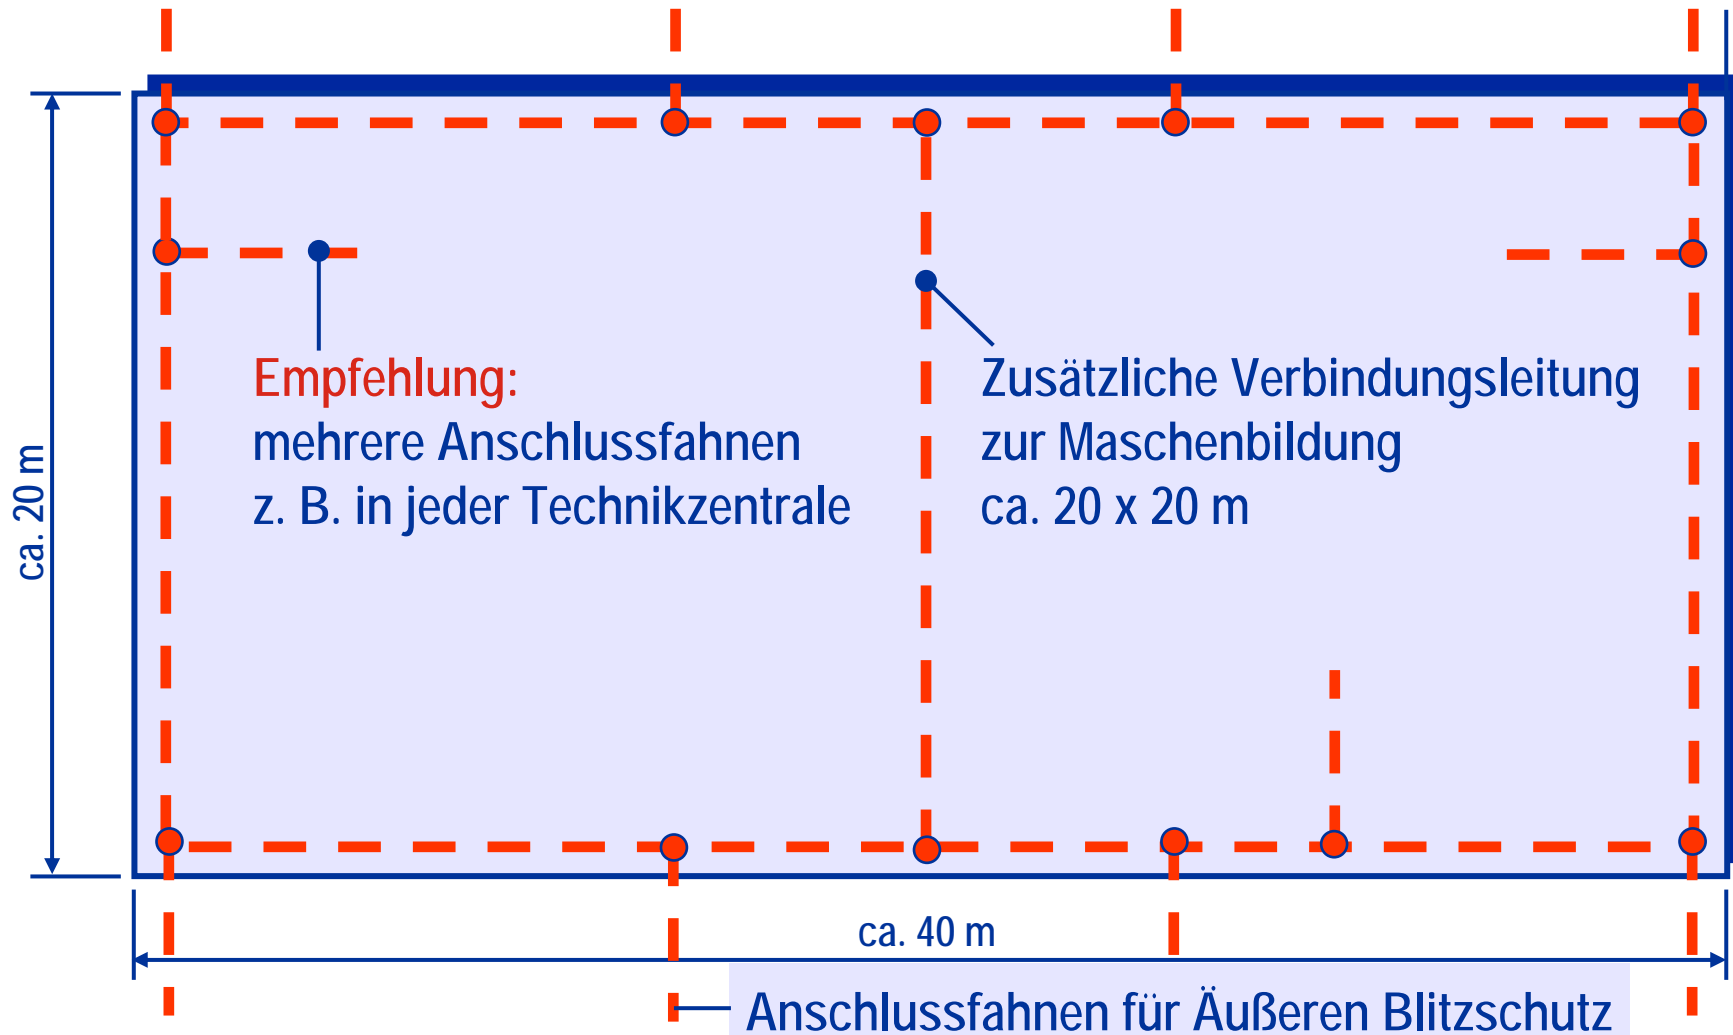 Empfehlung:
mehrere Anschlussfahnen
z. B. in jeder Technikzentrale
Zusätzliche Verbindungsleitung
zur Maschenbildung
ca. 20 x 20 m
ca. 20 m
ca. 40 m
Anschlussfahnen für Äußeren Blitzschutz